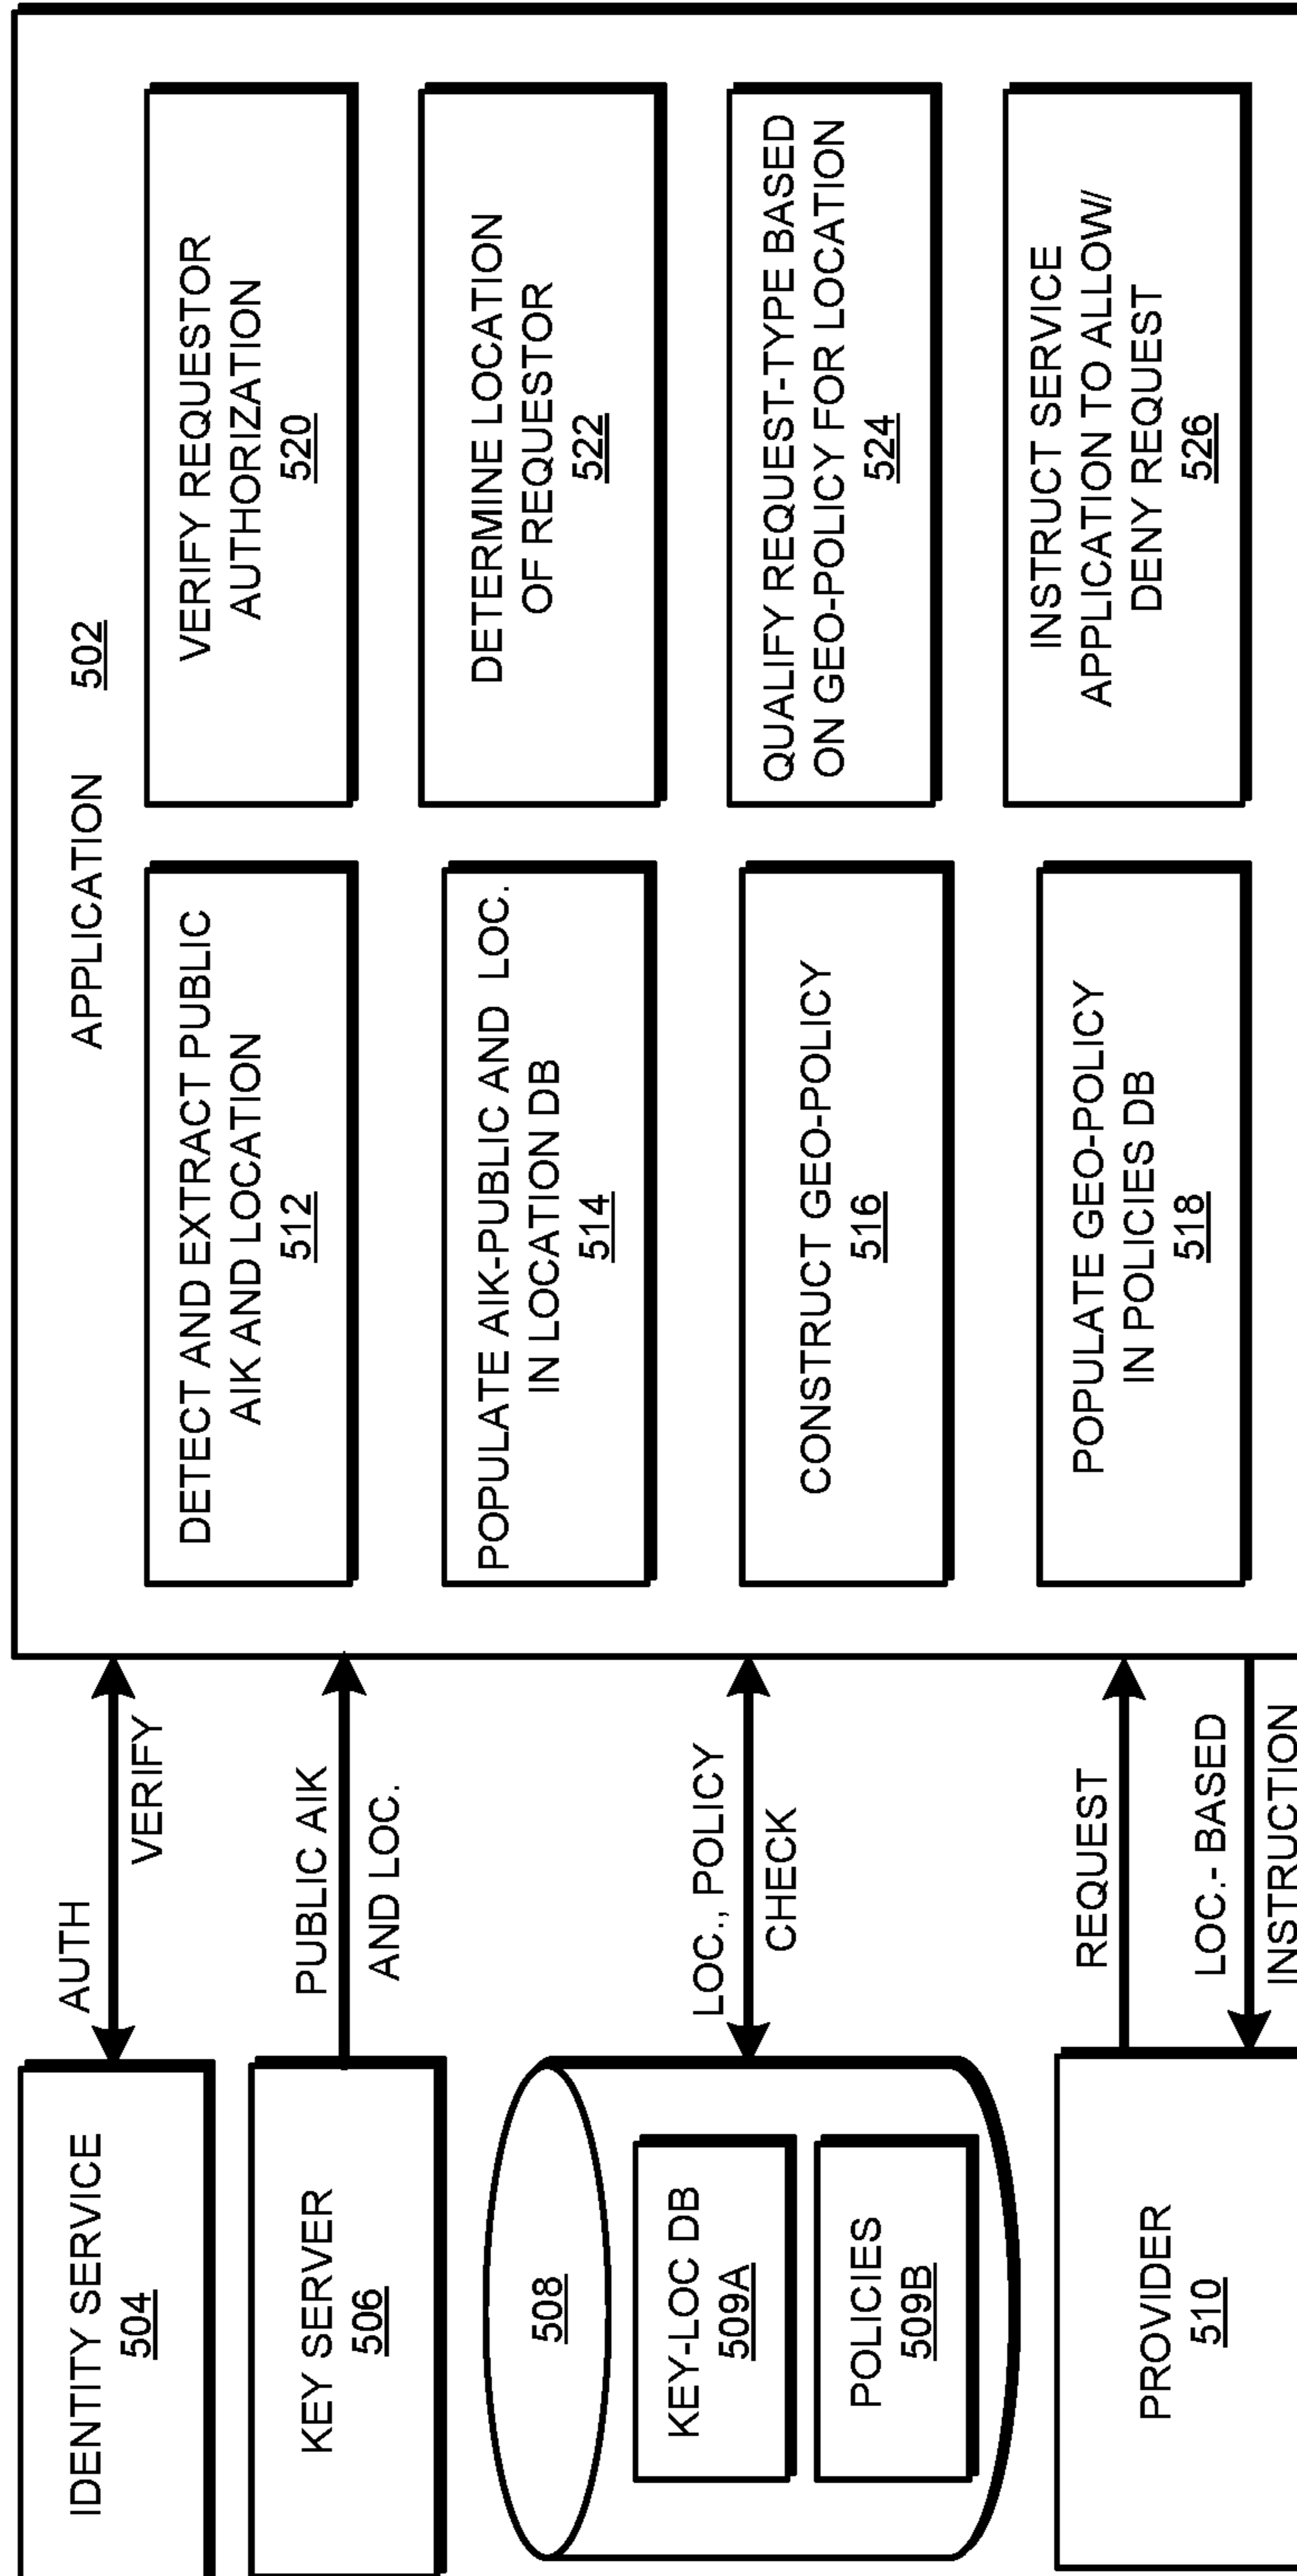 IDENTITY SERVICE
504
KEY SERVER
506
508
KEY-LOC DB
509A
POLICIES
509B
PROVIDER
510
AUTH
VERIFY
PUBLIC AIK
AND LOC.
LOC., POLICY
CHECK
REQUEST
LOC.- BASED
INSTRUCTION
APPLICATION 502
DETECT AND EXTRACT PUBLIC
AIK AND LOCATION
512
POPULATE AIK-PUBLIC AND LOC.
IN LOCATION DB
514
CONSTRUCT GEO-POLICY
516
POPULATE GEO-POLICY
IN POLICIES DB
518
VERIFY REQUESTOR
AUTHORIZATION
520
DETERMINE LOCATION
OF REQUESTOR
522
QUALIFY REQUEST-TYPE BASED
ON GEO-POLICY FOR LOCATION
524
INSTRUCT SERVICE
APPLICATION TO ALLOW/
DENY REQUEST
526